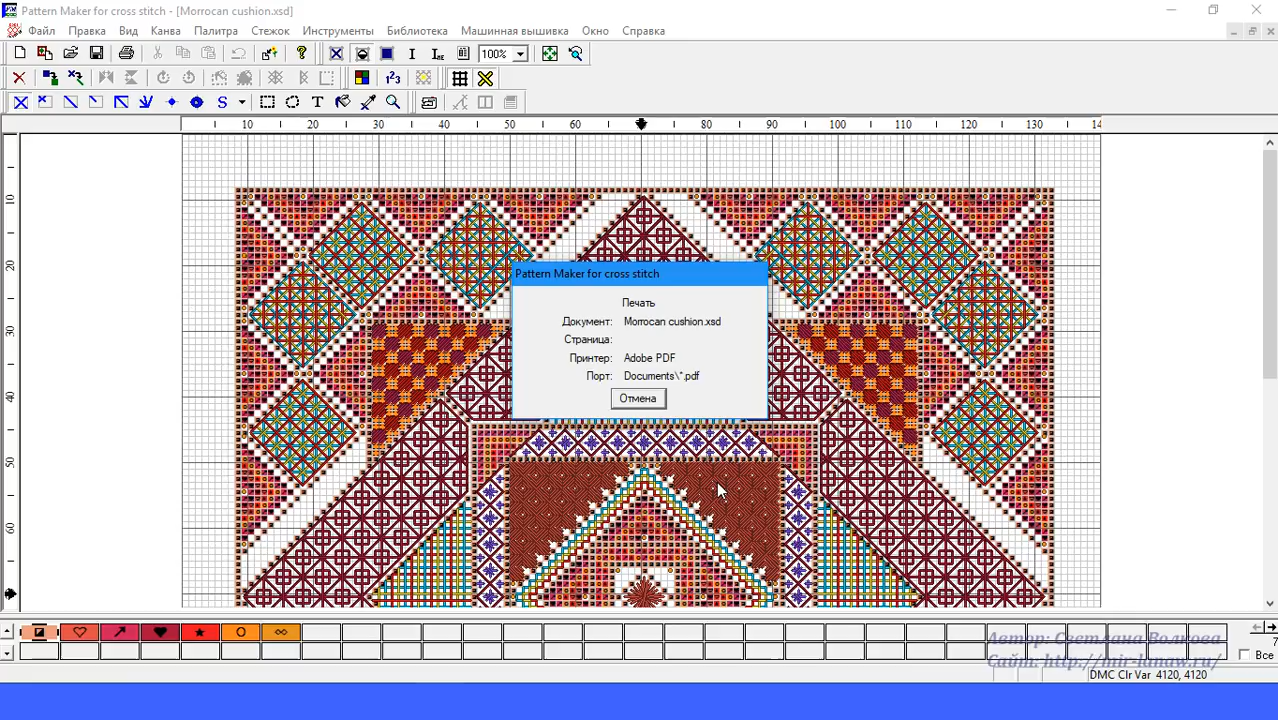 Pattern Maker for cross stitch - [Morrocan cushion.xsd]
Файл Правка Вид Канва Палитра Стежок Инструменты Библиотека Машинная вышивка Окно Справка
100%
10 20 30 40 50 60 70 80 90 100 110 120 130 14
10
20
30
40
50
60
Pattern Maker for cross stitch
Печать
Документ: Morrocan cushion.xsd
Страница:
Принтер: Adobe PDF
Порт: Documents\*.pdf
Отмена
7
Все
Автор: Светлана Волкова
Сайт: http://mir-lanaw.ru/
DMC Clr Var 4120, 4120